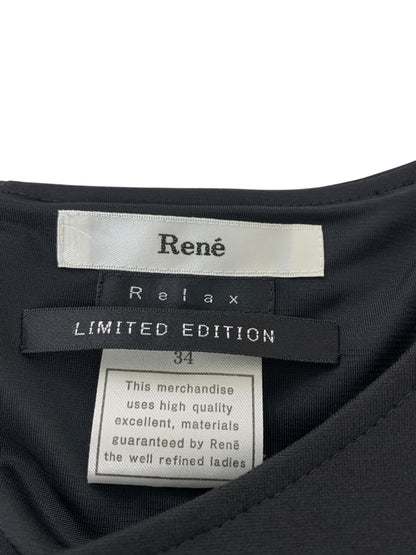 René
Relax
LIMITED EDITION
34
This merchandise
uses high quality
excellent, materials
guaranteed by René
the well refined ladies